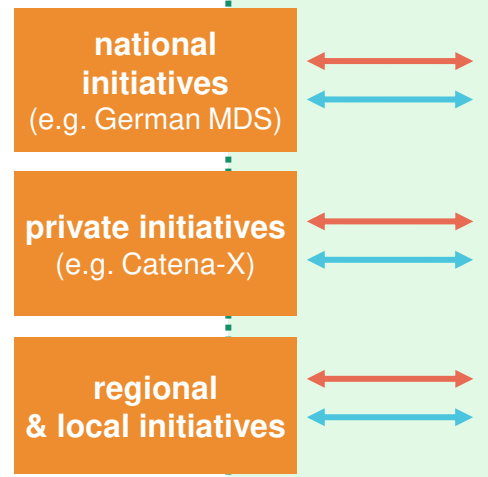 national
initiatives
(e.g. German MDS)
private initiatives
(e.g. Catena-X)
regional
& local initiatives